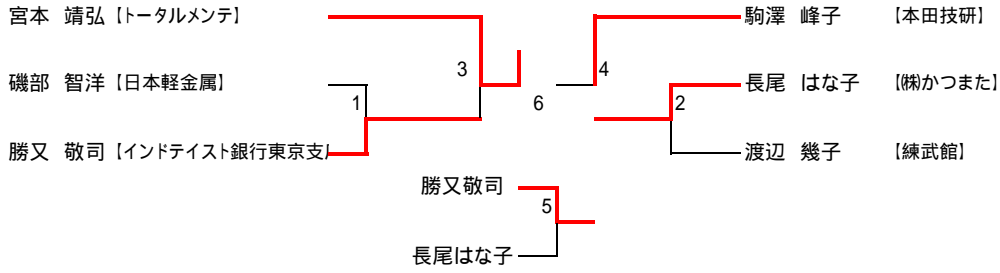 宮本 靖弘【トータルメンテ】
駒澤 峰子 【本田技研】
3
4
磯部 智洋【日本軽金属】
長尾 はな子 【㈱かつまた】
1
6
2
勝又 敬司【インドテイスト銀行東京支
渡辺 幾子 【練武館】
勝又敬司
5
長尾はな子